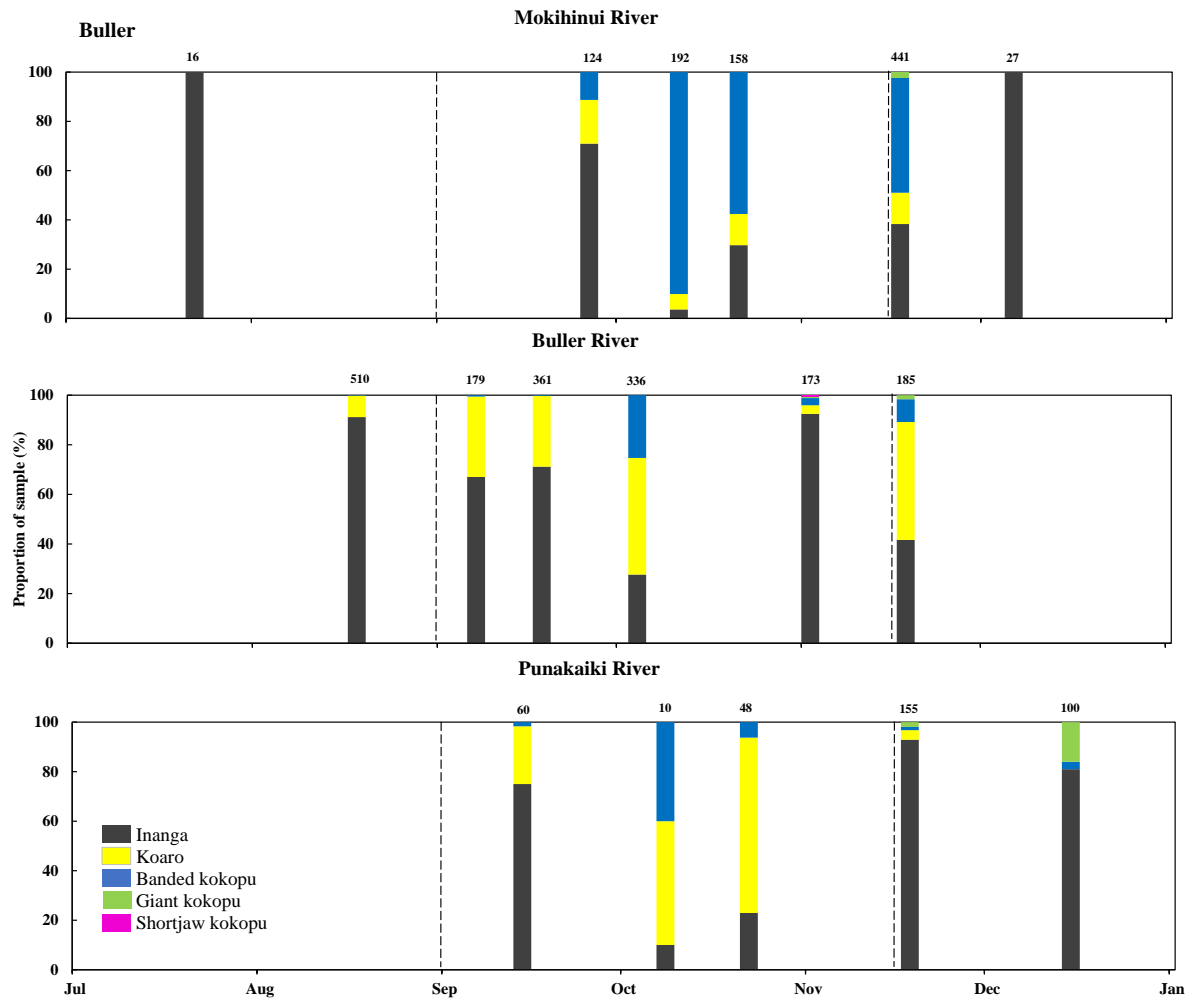 Mokihinui River
Buller
16 124 192 158 441 27
100
80
60
40
20
0
Buller River
510 179 361 336 173 185
100
80
60
40
20
0
Proportion of sample (%)
Punakaiki River
60 10 48 155 100
100
80
60
40
20
0
Inanga
Koaro
Banded kokopu
Giant kokopu
Shortjaw kokopu
Jul Aug Sep Oct Nov Dec Jan